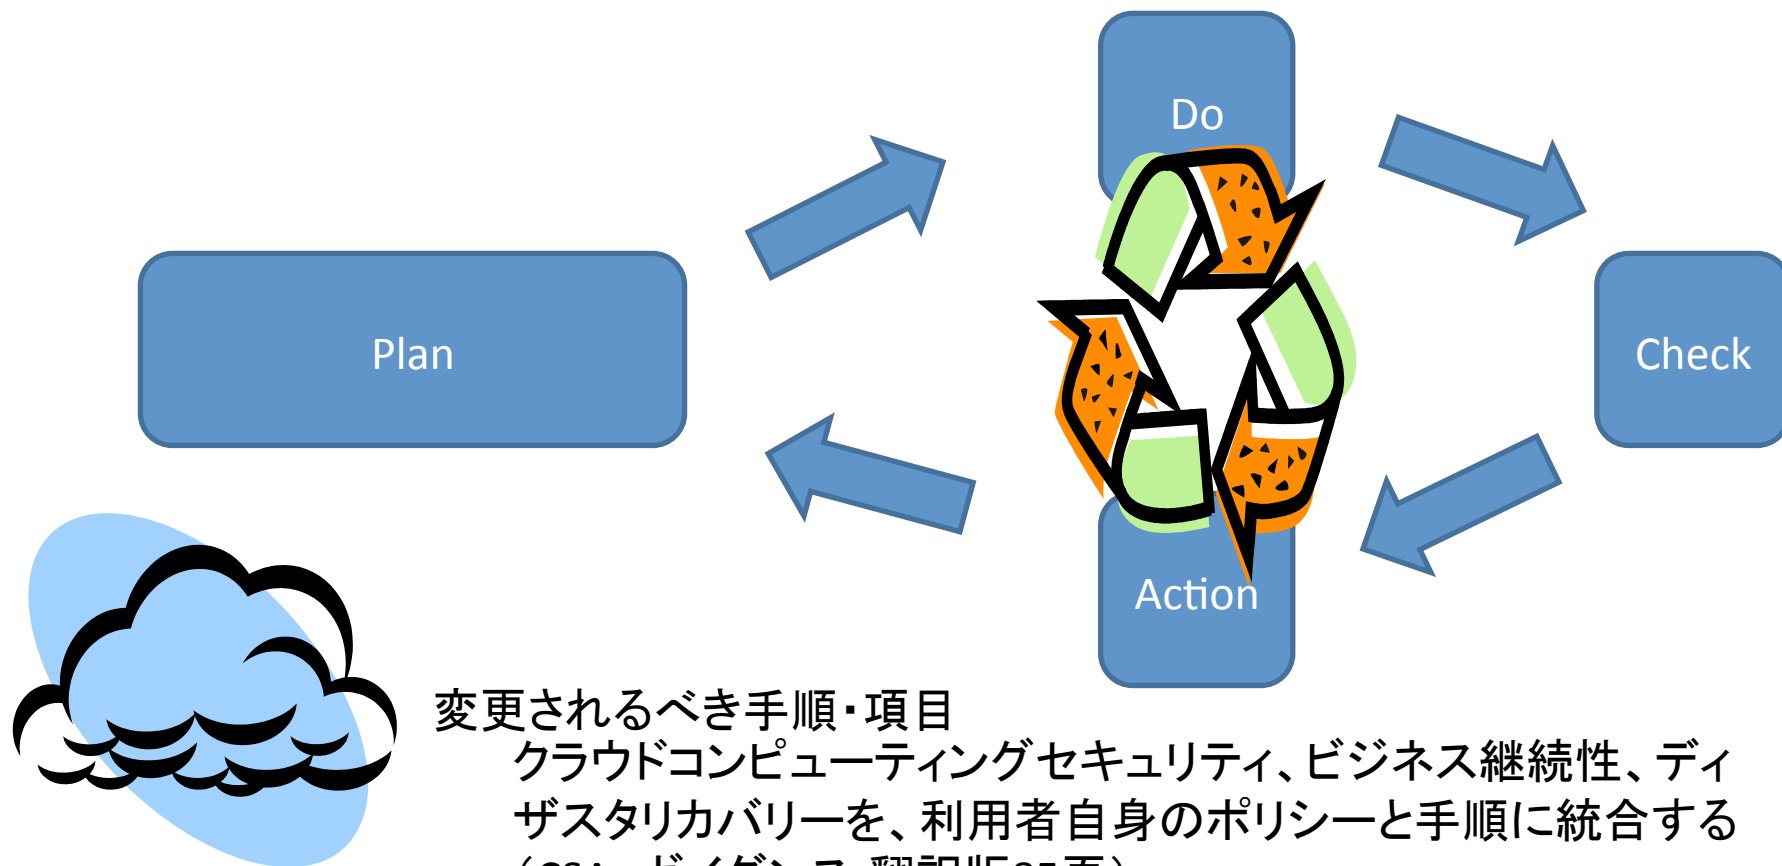 Do
Plan
Check
Action
変更されるべき手順・項目
クラウドコンピューティングセキュリティ、ビジネス継続性、ディ
ザスタリカバリーを、利用者自身のポリシーと手順に統合する